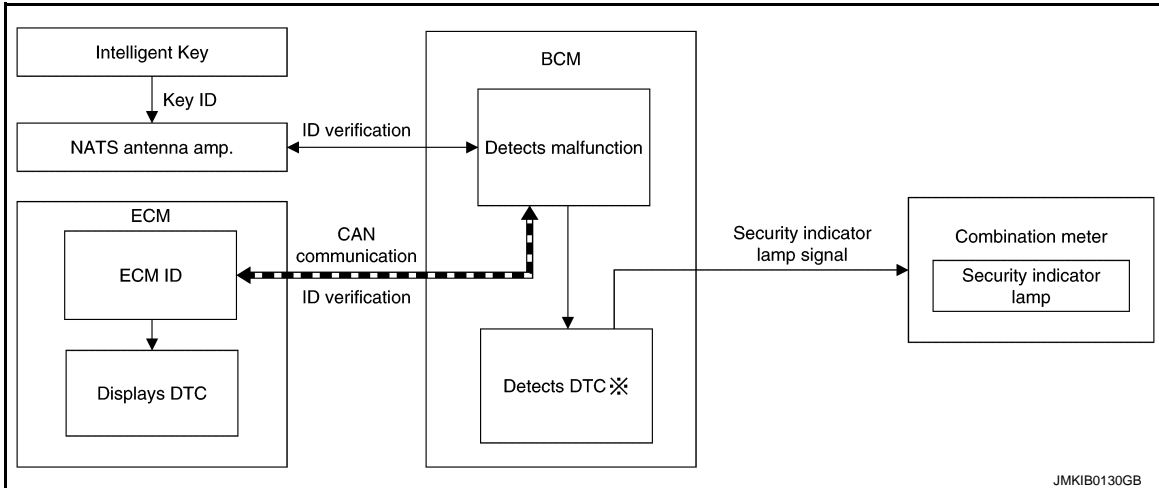 Intelligent Key
Key ID
NATS antenna amp.
ID verification
BCM
Detects malfunction
ECM
ECM ID
CAN
communication
ID verification
Displays DTC
Detects DTC※
Security indicator
lamp signal
Combination meter
Security indicator
lamp
JMKIB0130GB